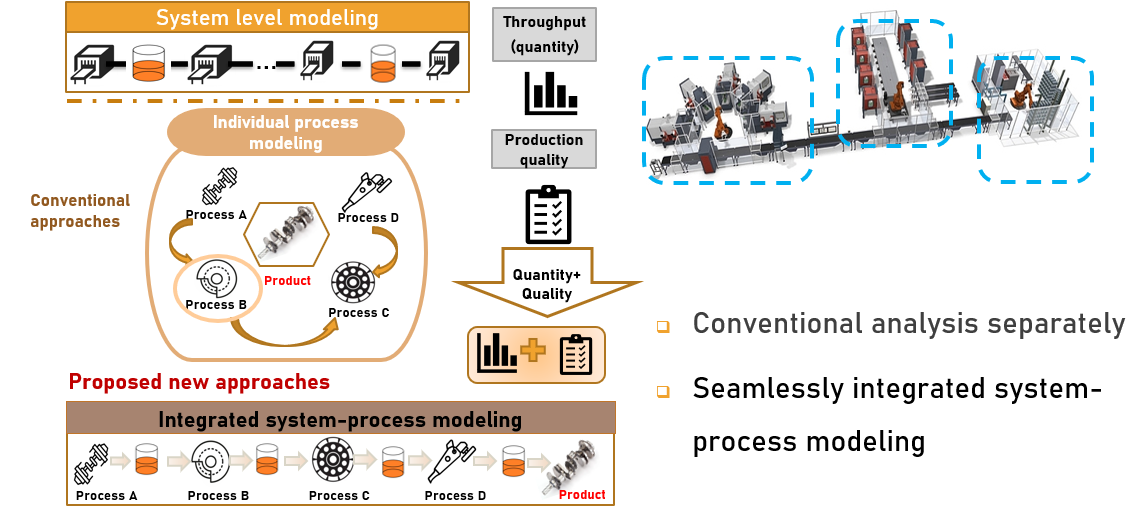 System level modeling
...
Throughput
(quantity)
Individual process
modeling
Production
quality
Conventional
approaches
Process A
Process D
Product
Process B
Process C
Quantity+
Quality
Conventional analysis separately
Seamlessly integrated system-
process modeling
Proposed new approaches
Integrated system-process modeling
Process A
Process B
Process C
Process D
Product